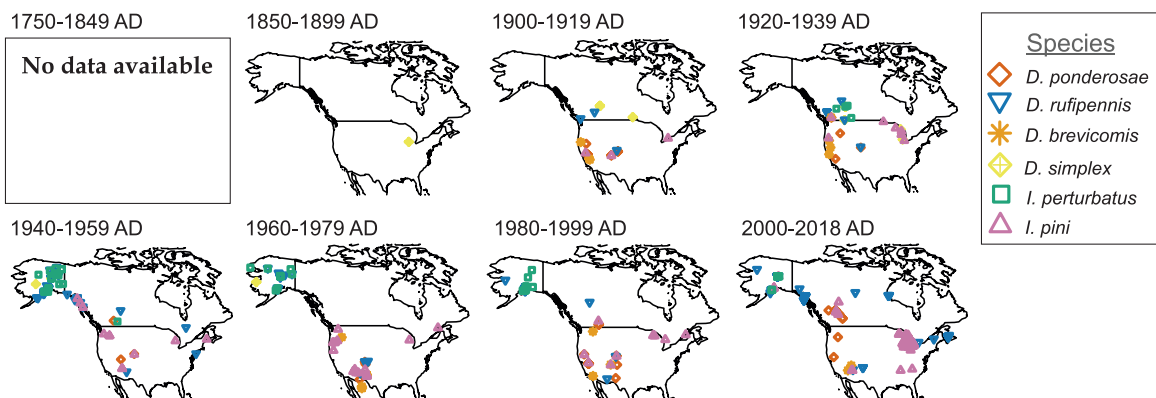 1750-1849 AD
1850-1899 AD
1900-1919 AD
1920-1939 AD
No data available
Species
D. ponderosae
D. rufipennis
D. brevicomis
D. simplex
I. perturbatus
I. pini
1940-1959 AD
1960-1979 AD
1980-1999 AD
2000-2018 AD